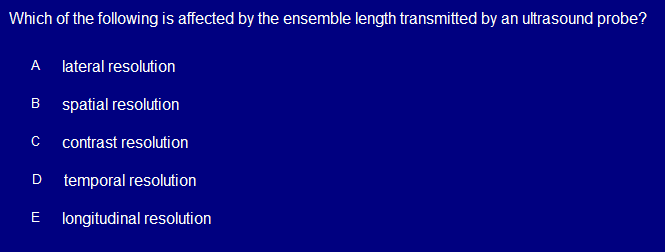 Which of the following is affected by the ensemble length transmitted by an ultrasound probe?
A lateral resolution
B spatial resolution
C contrast resolution
D temporal resolution
E longitudinal resolution